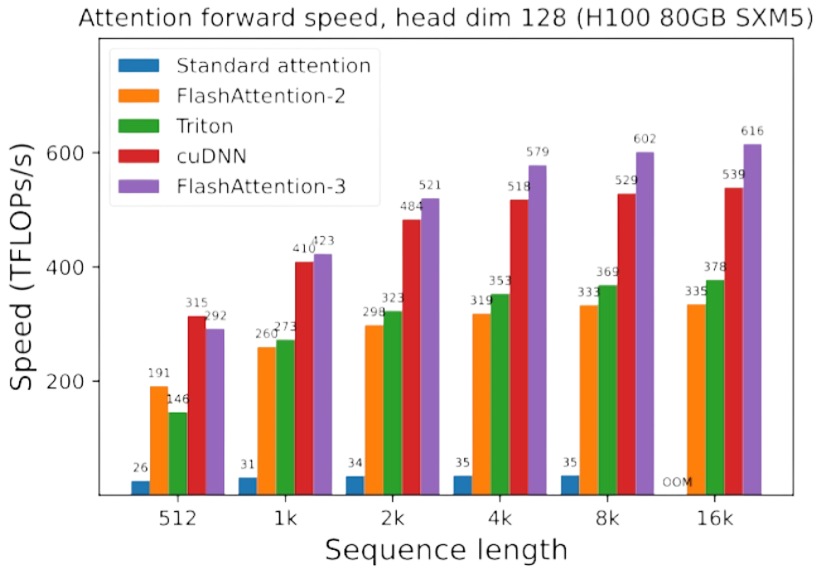 Attention forward speed, head dim 128 (H100 80GB SXM5)
Standard attention
FlashAttention-2
Triton
cuDNN
FlashAttention-3
Speed (TFLOPs/s)
600
400
200
26
191
146
315
292
31
260
273
410
423
34
298
323
484
521
35
319
353
518
579
35
333
369
529
602
OOM
335
378
539
616
512
1k
2k
4k
8k
16k
Sequence length